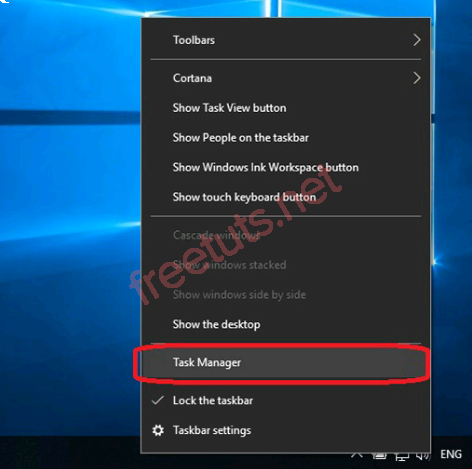 Toolbars
Cortana
Show Task View button
Show People on the taskbar
Show Windows Ink Workspace button
Show touch keyboard button
Cascade windows
Show windows stacked
Show windows side by side
Show the desktop
Task Manager
Lock the taskbar
Taskbar settings
ENG
freetuts.net